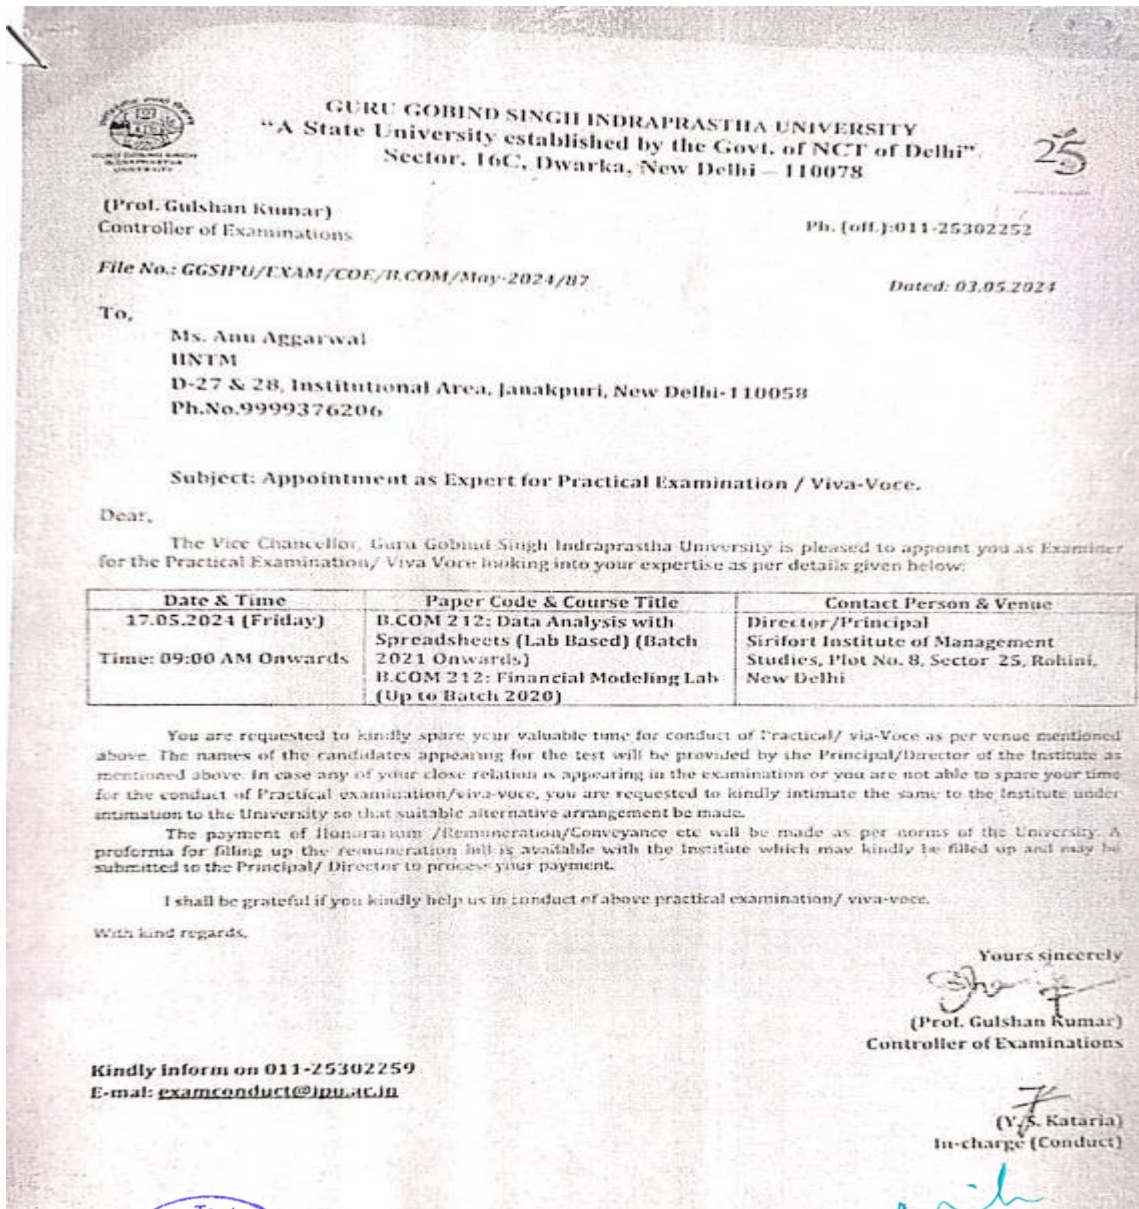 GURU GOBIND SINGH INDRAPRASTHA UNIVERSITY
"A State University established by the Govt. of NCT of Delhi".
Sector, 16C, Dwarka, New Delhi – 110078
GURU GOBIND SINGH
INDRAPRASTHA
UNIVERSITY
25
(Prof. Gulshan Kumar)
Controller of Examinations
Ph. (off.):011-25302252
File No.: GGSIPU/EXAM/COE/B.COM/May-2024/87
Dated: 03.05.2024
To,
Ms. Anu Aggarwal
IINTM
D-27 & 28, Institutional Area, Janakpuri, New Delhi-110058
Ph.No.9999376206
Subject: Appointment as Expert for Practical Examination / Viva-Voce.
Dear,
The Vice Chancellor, Guru Gobind Singh Indraprastha University is pleased to appoint you as Examiner
for the Practical Examination/ Viva Voce looking into your expertise as per details given below:
Date & Time
Paper Code & Course Title
Contact Person & Venue
17.05.2024 (Friday)
Time: 09:00 AM Onwards
B.COM 212: Data Analysis with
Spreadsheets (Lab Based) (Batch
2021 Onwards)
B.COM 212: Financial Modeling Lab
(Up to Batch 2020)
Director/Principal
Sirifort Institute of Management
Studies, Plot No. 8, Sector 25, Rohini,
New Delhi
You are requested to kindly spare your valuable time for conduct of Practical/ via-Voce as per venue mentioned
above. The names of the candidates appearing for the test will be provided by the Principal/Director of the Institute as
mentioned above. In case any of your close relation is appearing in the examination or you are not able to spare your time
for the conduct of Practical examination/viva-voce, you are requested to kindly intimate the same to the Institute under
intimation to the University so that suitable alternative arrangement be made.
The payment of Honorarium /Remuneration/Conveyance etc will be made as per norms of the University. A
proforma for filling up the remuneration bill is available with the Institute which may kindly be filled up and may be
submitted to the Principal/ Director to process your payment.
I shall be grateful if you kindly help us in conduct of above practical examination/ viva-voce.
With kind regards,
Yours sincerely
(Prof. Gulshan Kumar)
Controller of Examinations
Kindly inform on 011-25302259
E-mal: examconduct@ipu.ac.in
(Y.S. Kataria)
In-charge (Conduct)